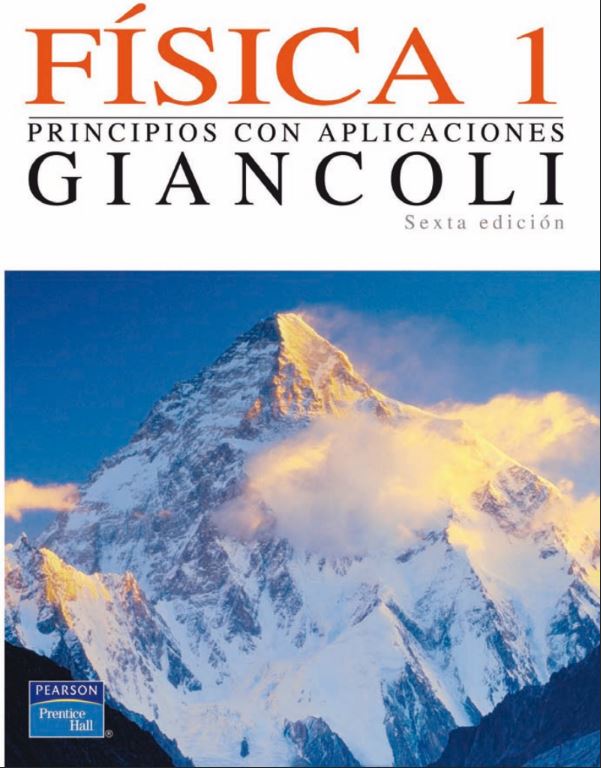 FÍSICA 1
PRINCIPIOS CON APLICACIONES
GIANCOLI
Sexta edición
PEARSON
Prentice
Hall
®